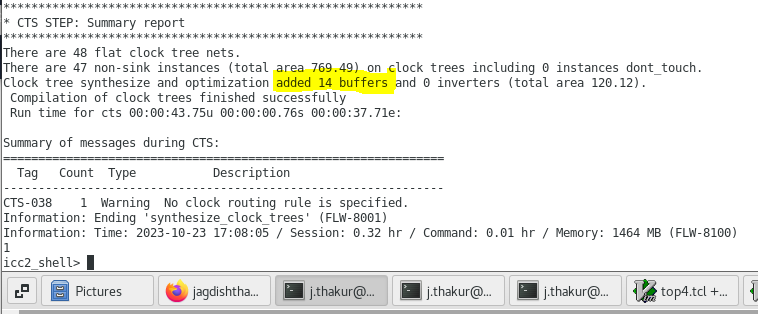 ************************************************************
* CTS STEP: Summary report
************************************************************
There are 48 flat clock tree nets.
There are 47 non-sink instances (total area 769.49) on clock trees including 0 instances dont_touch.
Clock tree synthesize and optimization added 14 buffers and 0 inverters (total area 120.12).
 Compilation of clock trees finished successfully
 Run time for cts 00:00:43.75u 00:00:00.76s 00:00:37.71e:

Summary of messages during CTS:
===============================================================
  Tag   Count  Type           Description
---------------------------------------------------------------
CTS-038    1  Warning  No clock routing rule is specified.
Information: Ending 'synthesize_clock_trees' (FLW-8001)
Information: Time: 2023-10-23 17:08:05 / Session: 0.32 hr / Command: 0.01 hr / Memory: 1464 MB (FLW-8100)
1
icc2_shell>
Pictures jagdishtha... j.thakur@... j.thakur@... j.thakur@... top4.tcl +...